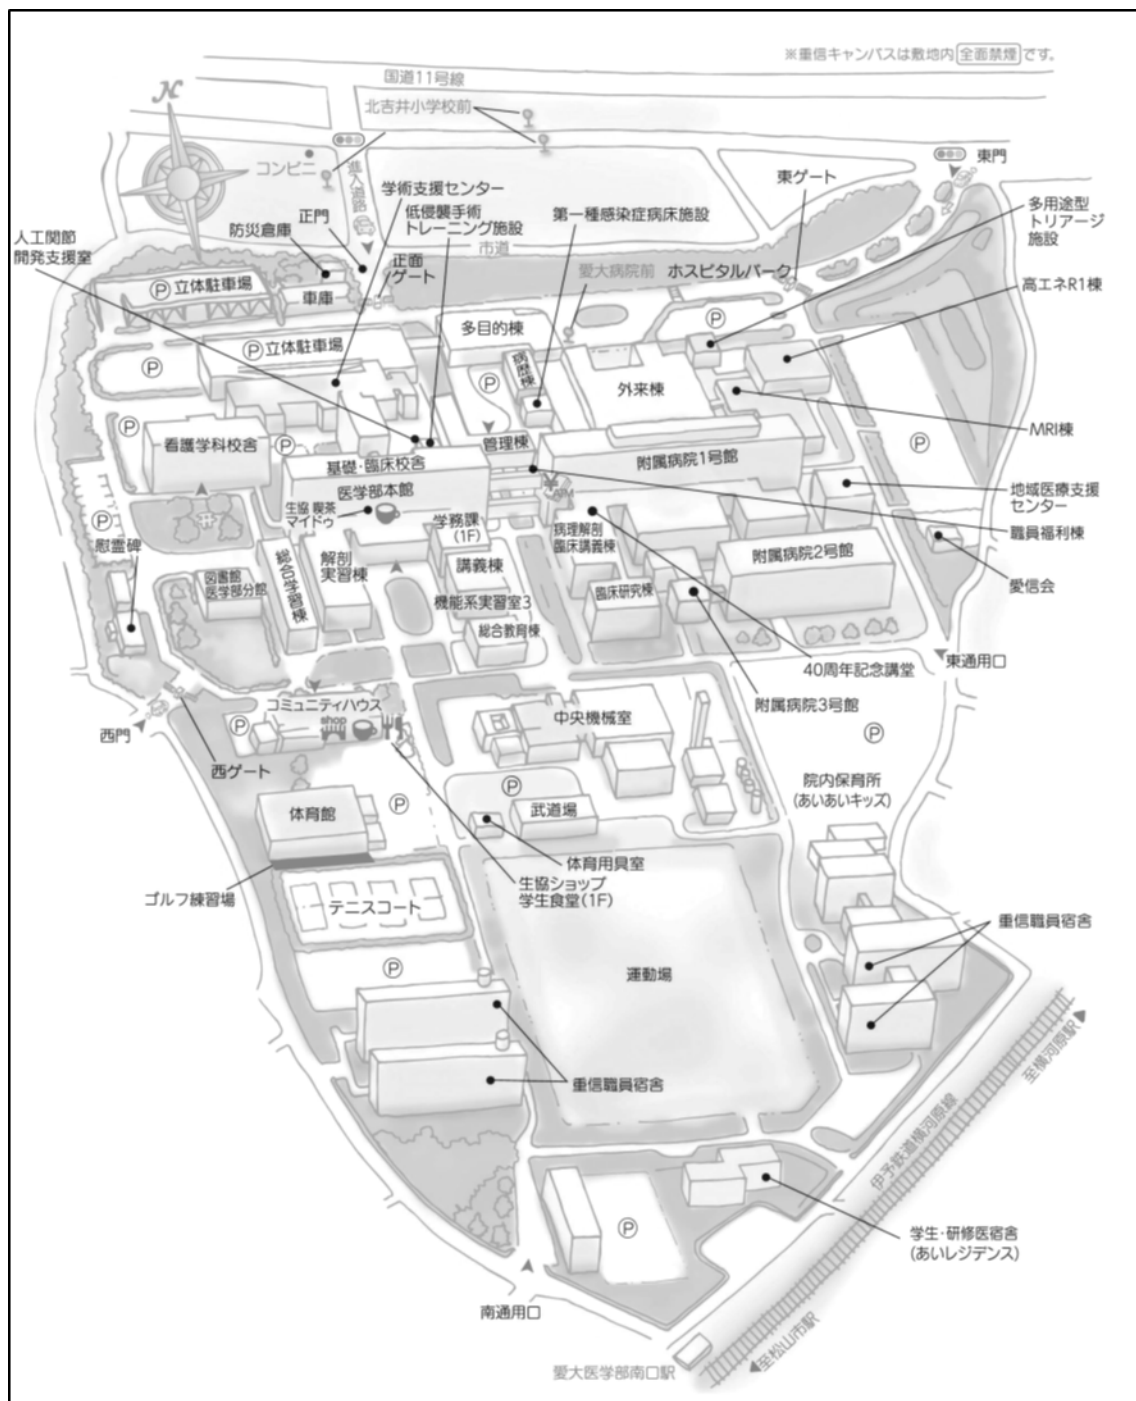 ※重信キャンパスは敷地内 全面禁煙 です。
国道11号線
N
北吉井小学校前
コンビニ
進入道路
東門
東ゲート
学術支援センター
低侵襲手術
トレーニング施設
第一種感染症病床施設
多用途型
トリアージ
施設
正門
防災倉庫
人工関節
開発支援室
市道
正面
ゲート
愛大病院前
ホスピタルパーク
高エネR1棟
P 立体駐車場
車庫
多目的棟
P
P 立体駐車場
病歴棟
P
P
外来棟
MRI棟
P
看護学科校舎
P
管理棟
附属病院1号館
P
基礎・臨床校舎
医学部本館
生協 喫茶
マイドゥ
ATM
地域医療支援
センター
P
学務課
(1F)
病理解剖
臨床講義棟
職員福利棟
慰霊碑
総合学習棟
解剖
実習棟
講義棟
附属病院2号館
図書館
医学部分館
臨床研究棟
愛信会
機能系実習室3
総合教育棟
40周年記念講堂
東通用口
附属病院3号館
コミュニティハウス
shop
P
西門
西ゲート
中央機械室
P
P
院内保育所
(あいあいキッズ)
体育館
P
武道場
体育用具室
生協ショップ
学生食堂(1F)
ゴルフ練習場
テニスコート
重信職員宿舎
P
運動場
重信職員宿舎
至横河原駅
伊予鉄道横河原線
P
学生・研修医宿舎
(あいレジデンス)
南通用口
至松山市駅
愛大医学部南口駅